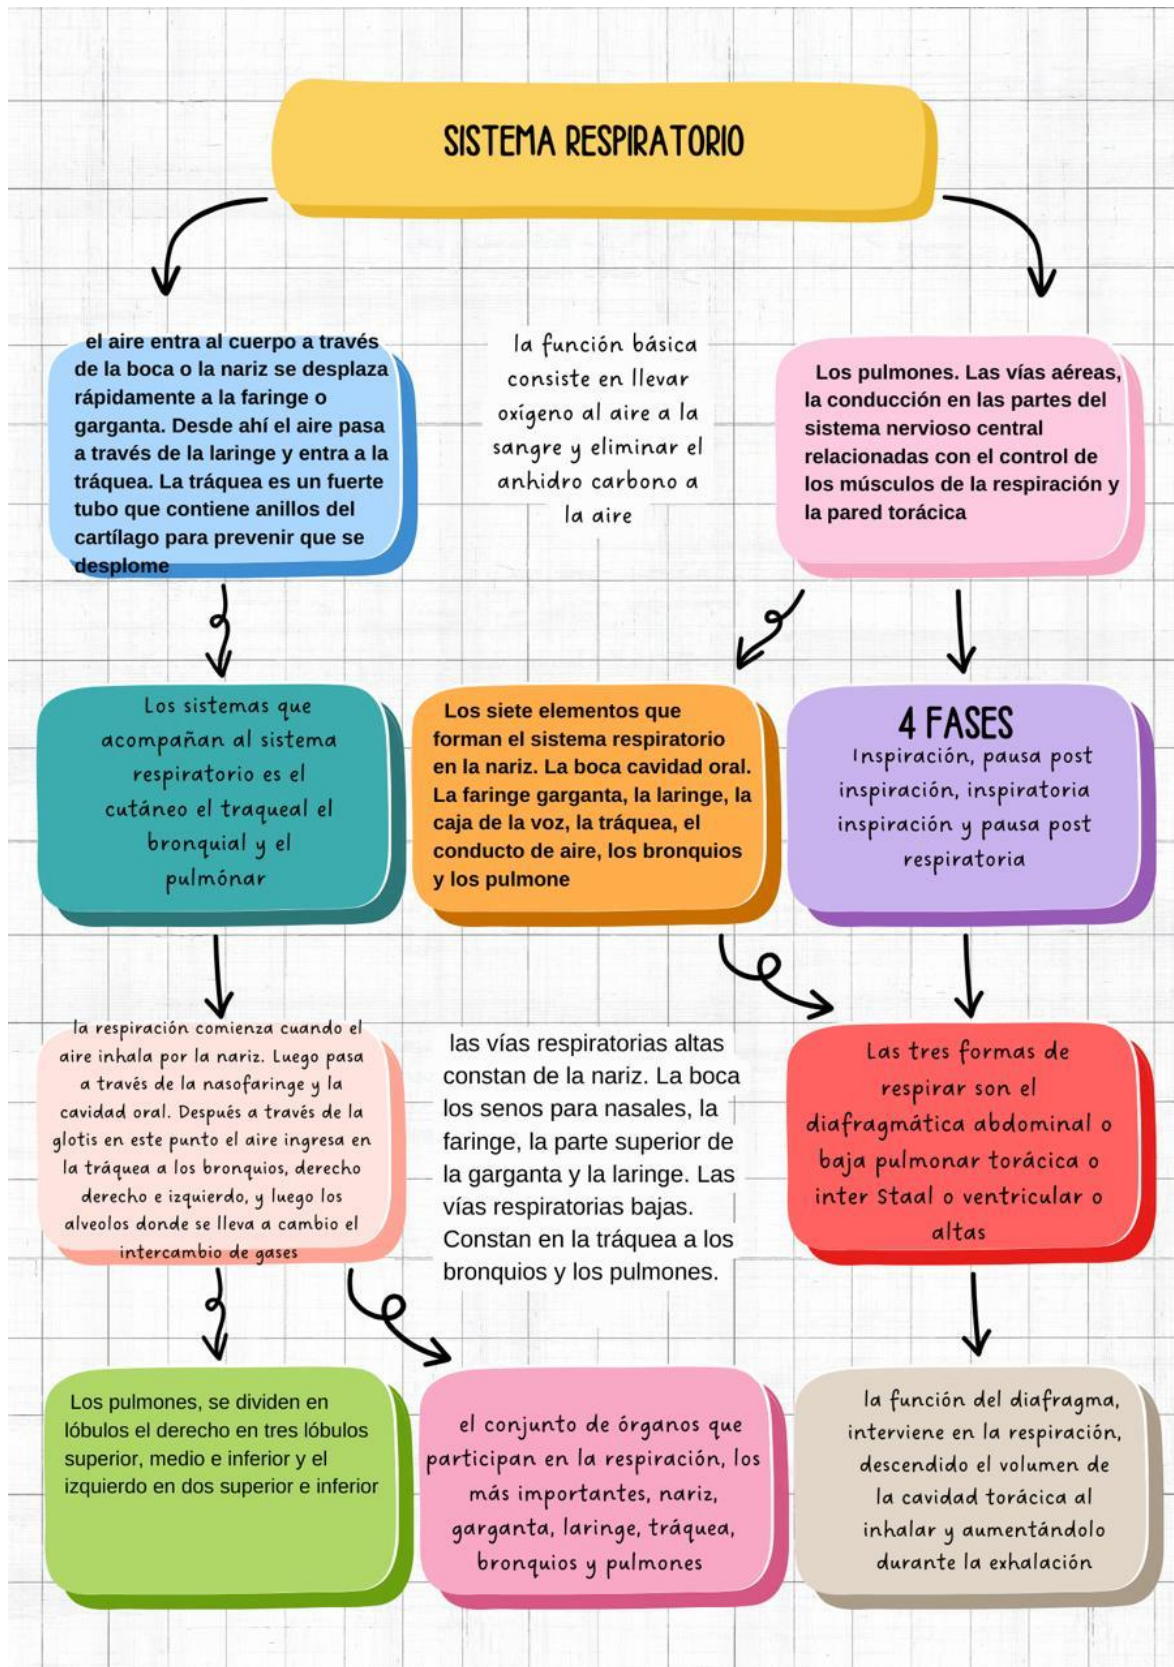 SISTEMA RESPIRATORIO
el aire entra al cuerpo a través
de la boca o la nariz se desplaza
rápidamente a la faringe o
garganta. Desde ahí el aire pasa
a través de la laringe y entra a la
tráquea. La tráquea es un fuerte
tubo que contiene anillos del
cartílago para prevenir que se
desplome
la función básica
consiste en llevar
oxígeno al aire a la
sangre y eliminar el
anhidro carbono a
la aire
Los pulmones. Las vías aéreas,
la conducción en las partes del
sistema nervioso central
relacionadas con el control de
los músculos de la respiración y
la pared torácica
Los sistemas que
acompañan al sistema
respiratorio es el
cutáneo el traqueal el
bronquial y el
pulmónar
Los siete elementos que
forman el sistema respiratorio
en la nariz. La boca cavidad oral.
La faringe garganta, la laringe, la
caja de la voz, la tráquea, el
conducto de aire, los bronquios
y los pulmone
4 FASES
Inspiración, pausa post
inspiración, inspiratoria
inspiración y pausa post
respiratoria
la respiración comienza cuando el
aire inhala por la nariz. Luego pasa
a través de la nasofaringe y la
cavidad oral. Después a través de la
glotis en este punto el aire ingresa en
la tráquea a los bronquios, derecho
derecho e izquierdo, y luego los
alveolos donde se lleva a cambio el
intercambio de gases
las vías respiratorias altas
constan de la nariz. La boca
los senos para nasales, la
faringe, la parte superior de
la garganta y la laringe. Las
vías respiratorias bajas.
Constan en la tráquea a los
bronquios y los pulmones.
Las tres formas de
respirar son el
diafragmática abdominal o
baja pulmonar torácica o
inter Staal o ventricular o
altas
Los pulmones, se dividen en
lóbulos el derecho en tres lóbulos
superior, medio e inferior y el
izquierdo en dos superior e inferior
el conjunto de órganos que
participan en la respiración, los
más importantes, nariz,
garganta, laringe, tráquea,
bronquios y pulmones
la función del diafragma,
interviene en la respiración,
descendido el volumen de
la cavidad torácica al
inhalar y aumentándolo
durante la exhalación